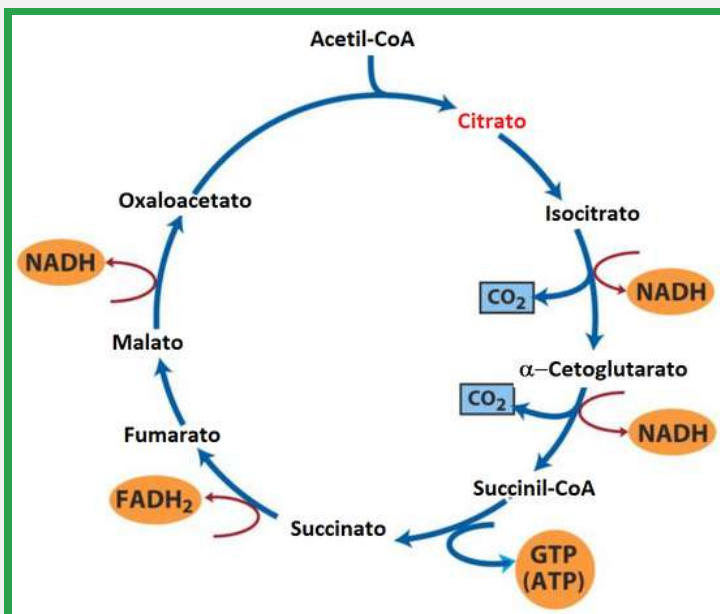 Acetil-CoA
Citrato
Isocitrato
NADH
CO₂
α–Cetoglutarato
NADH
CO₂
Succinil-CoA
GTP
(ATP)
Succinato
FADH₂
Fumarato
Malato
NADH
Oxaloacetato